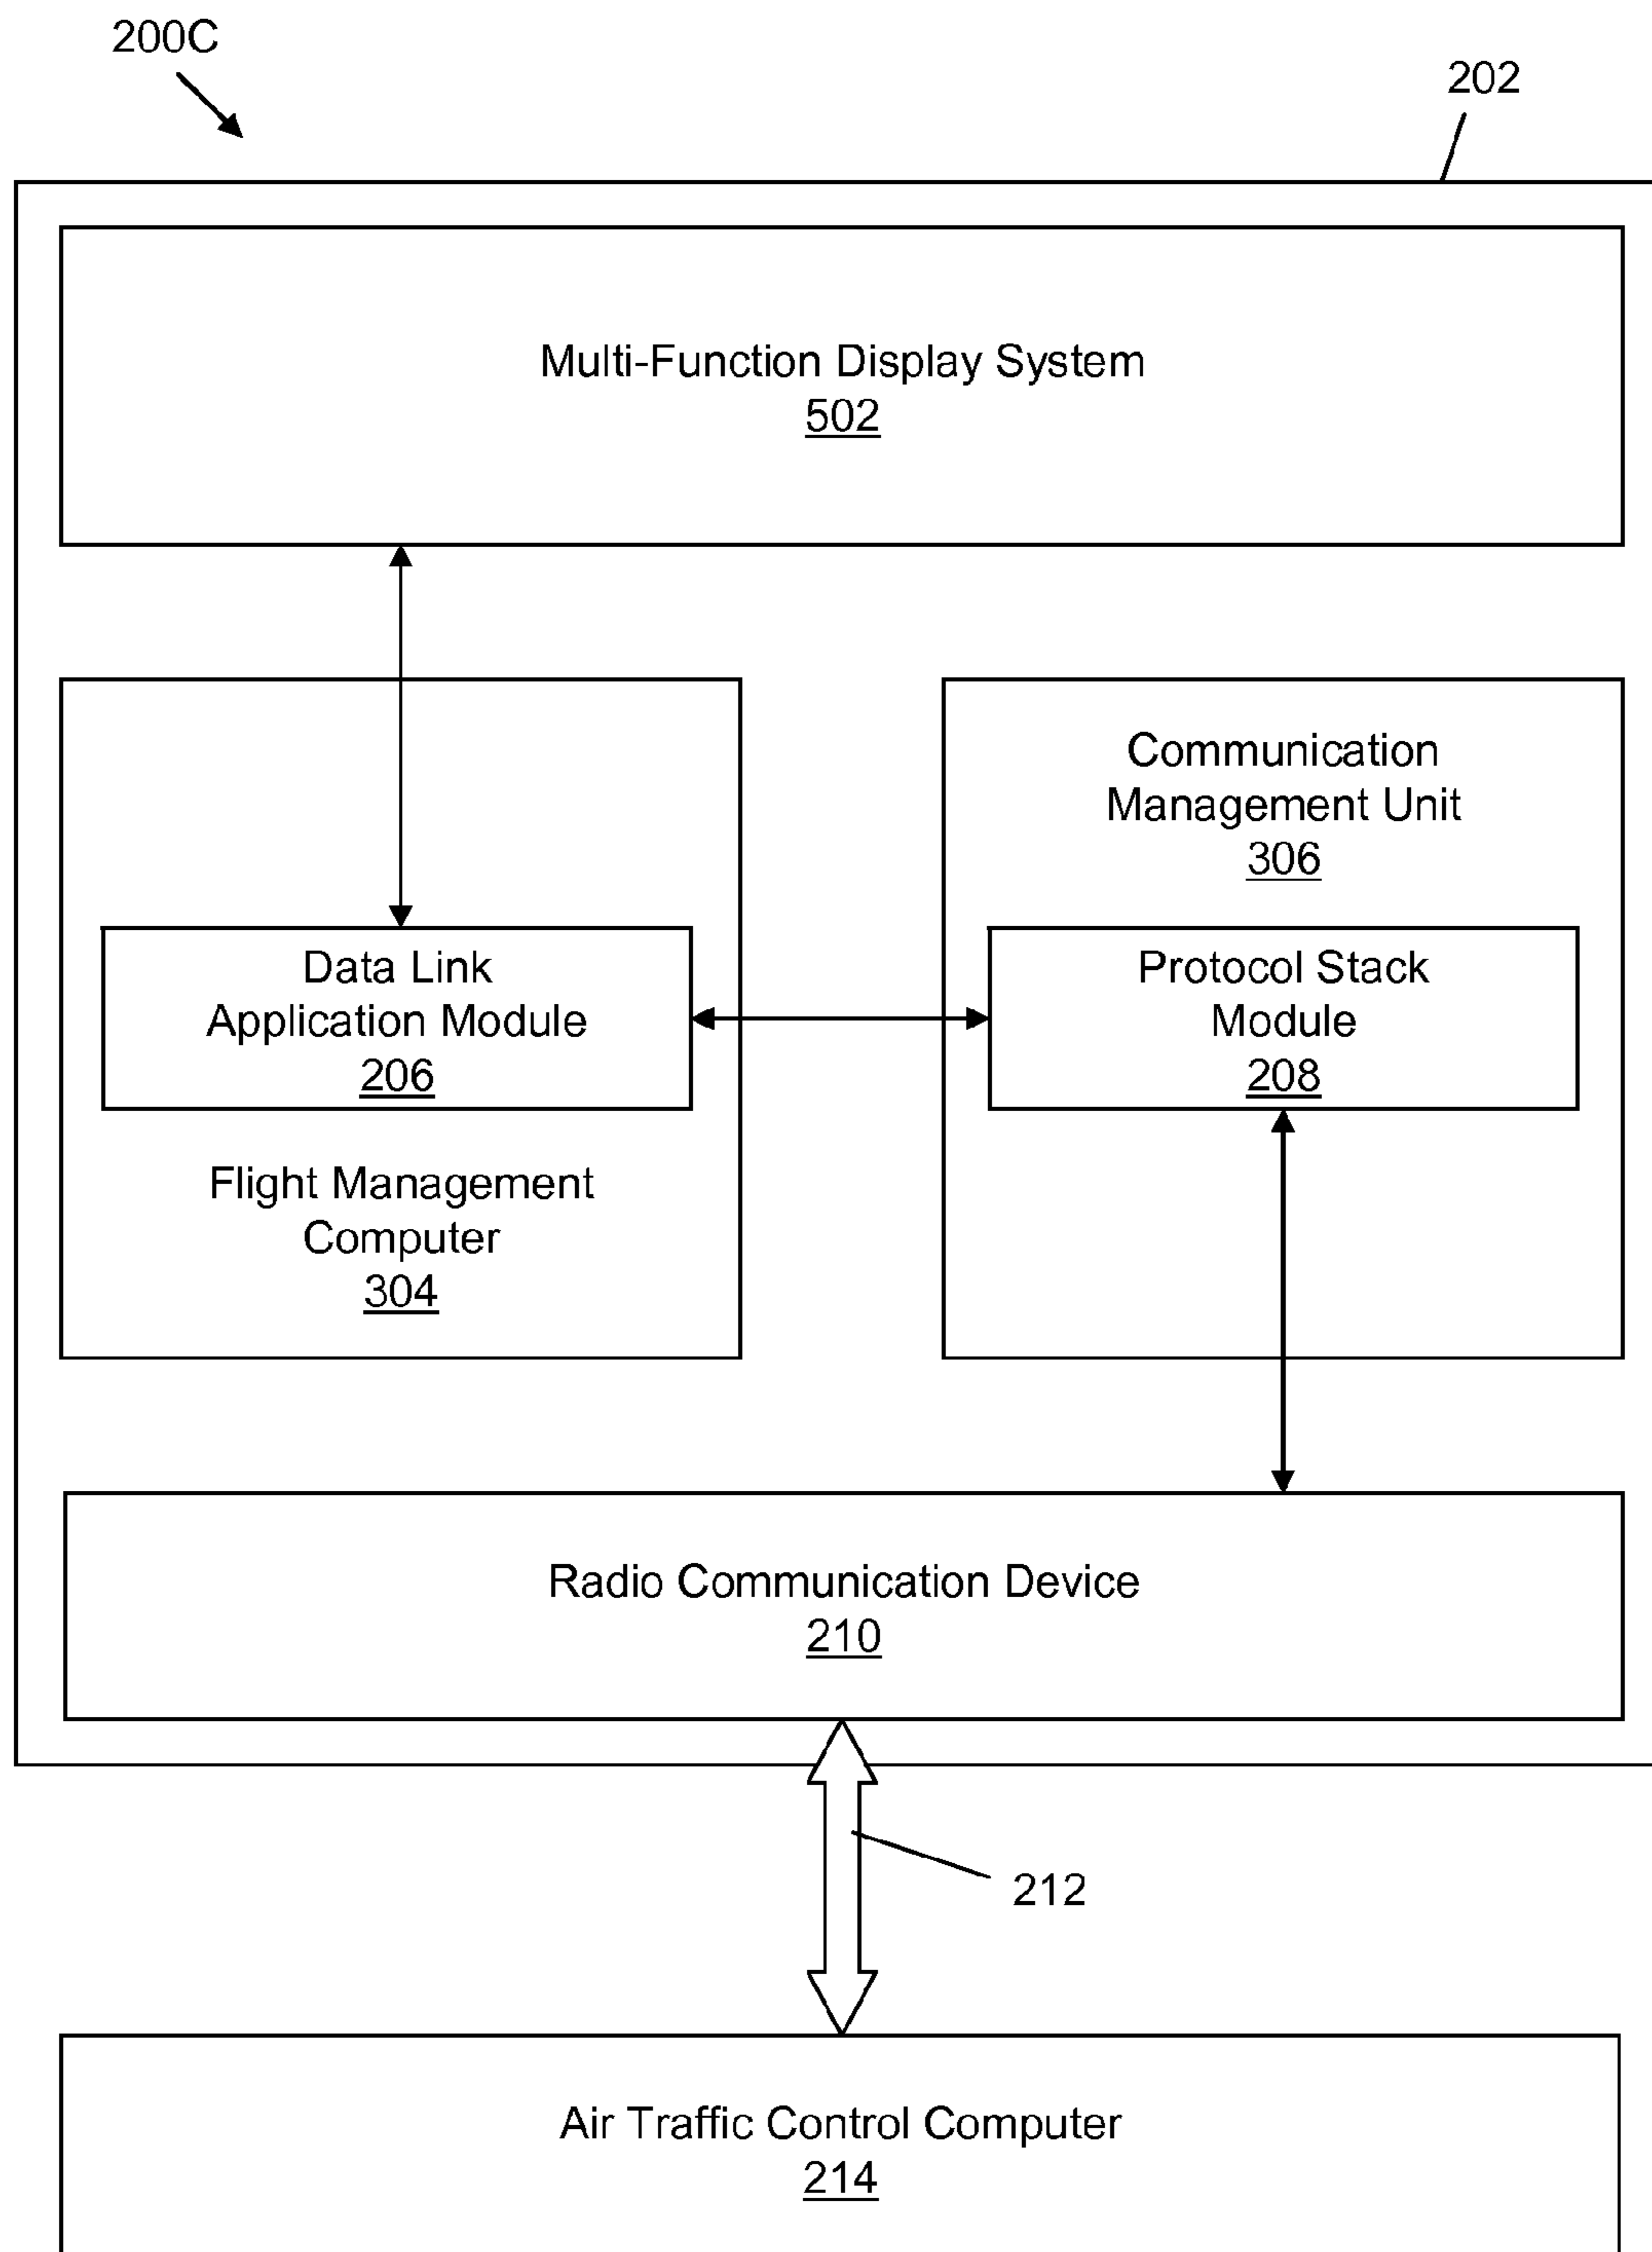 200C
202
Multi-Function Display System
502
Communication
Management Unit
306
Data Link
Application Module
206
Protocol Stack
Module
208
Flight Management
Computer
304
Radio Communication Device
210
212
Air Traffic Control Computer
214